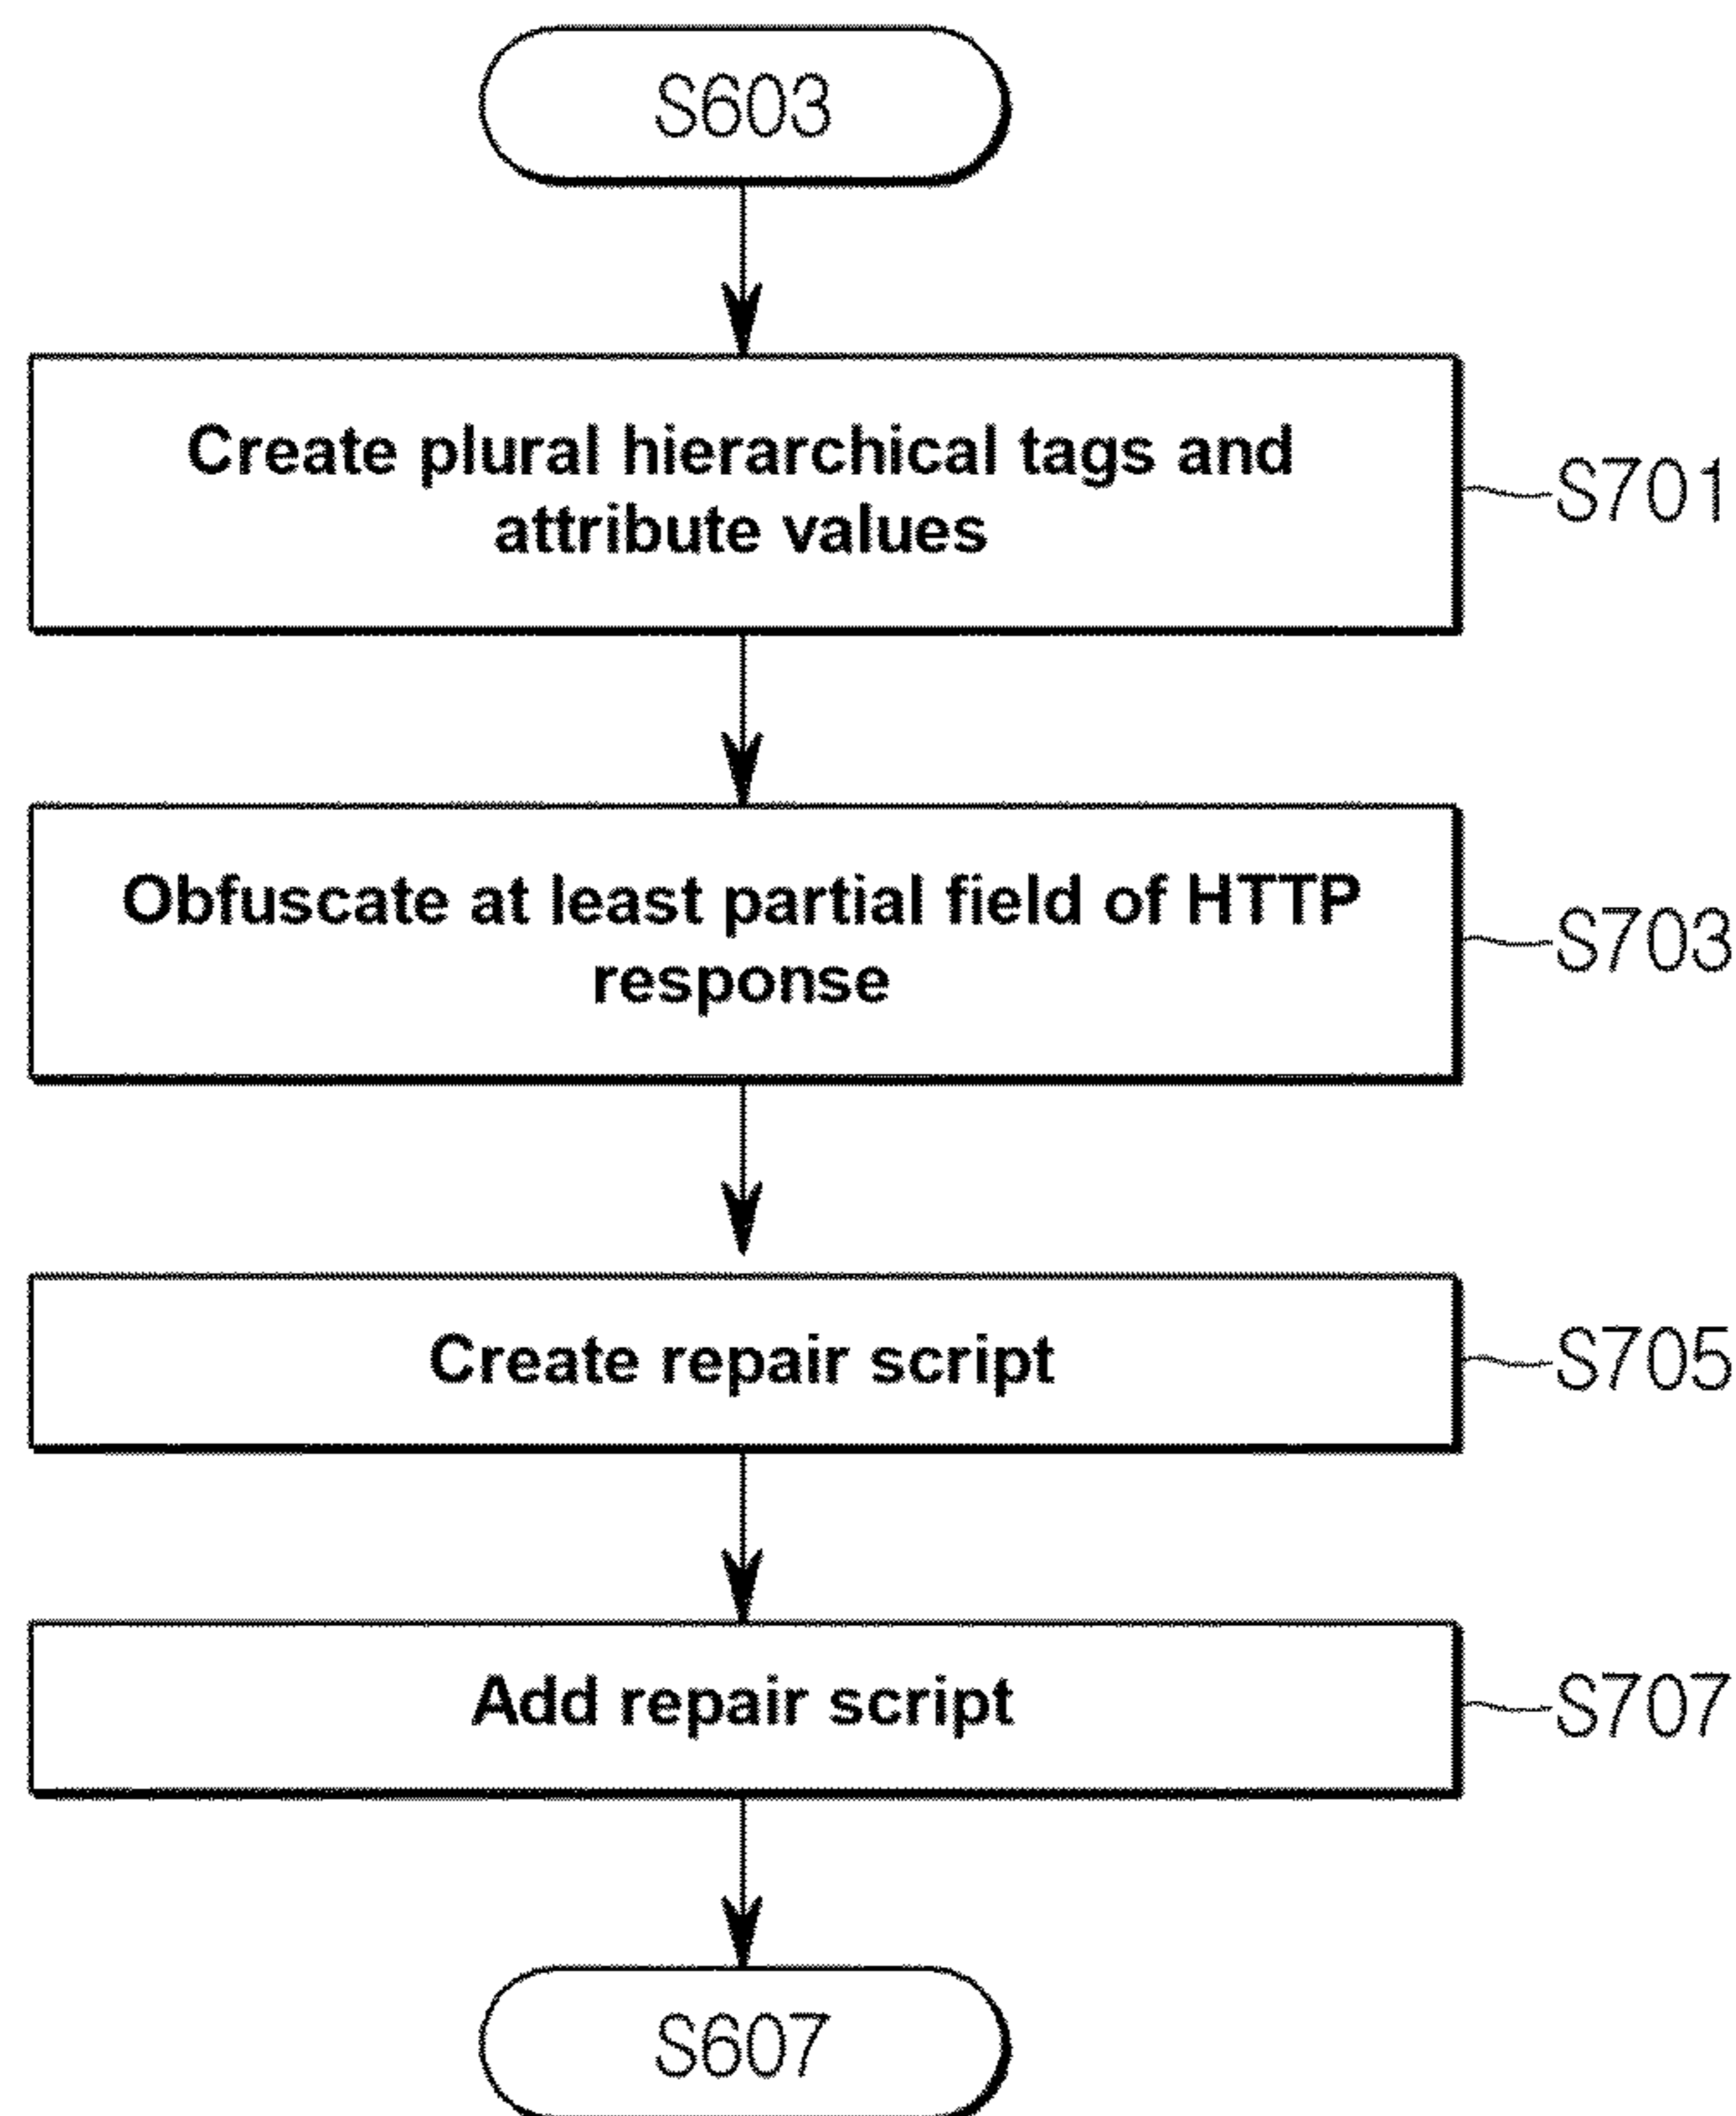 S603
Create plural hierarchical tags and
attribute values
S701
Obfuscate at least partial field of HTTP
response
S703
Create repair script
S705
Add repair script
S707
S607